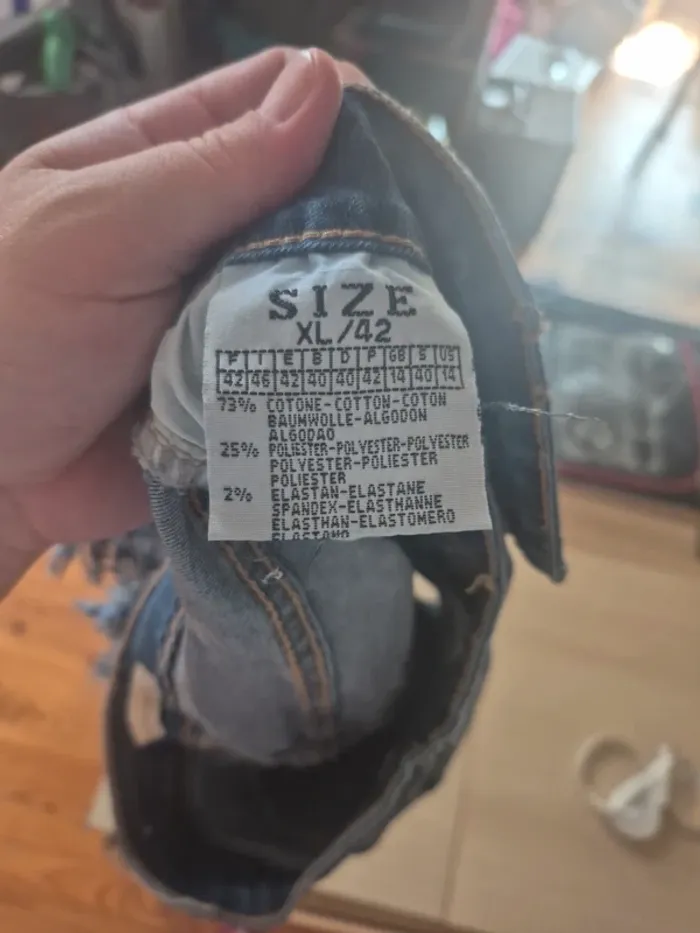 SIZE
XL/42
F I E B D P GB S US
42 46 42 40 40 42 14 40 14
73% COTONE-COTTON-COTON
BAUMWOLLE-ALGODON
ALGODAO
25% POLIESTER-POLYESTER-POLYESTER
POLYESTER-POLIESTER
POLIESTER
2% ELASTAN-ELASTANE
SPANDEX-ELASTHANNE
ELASTHAN-ELASTOMERO
ELASTANO